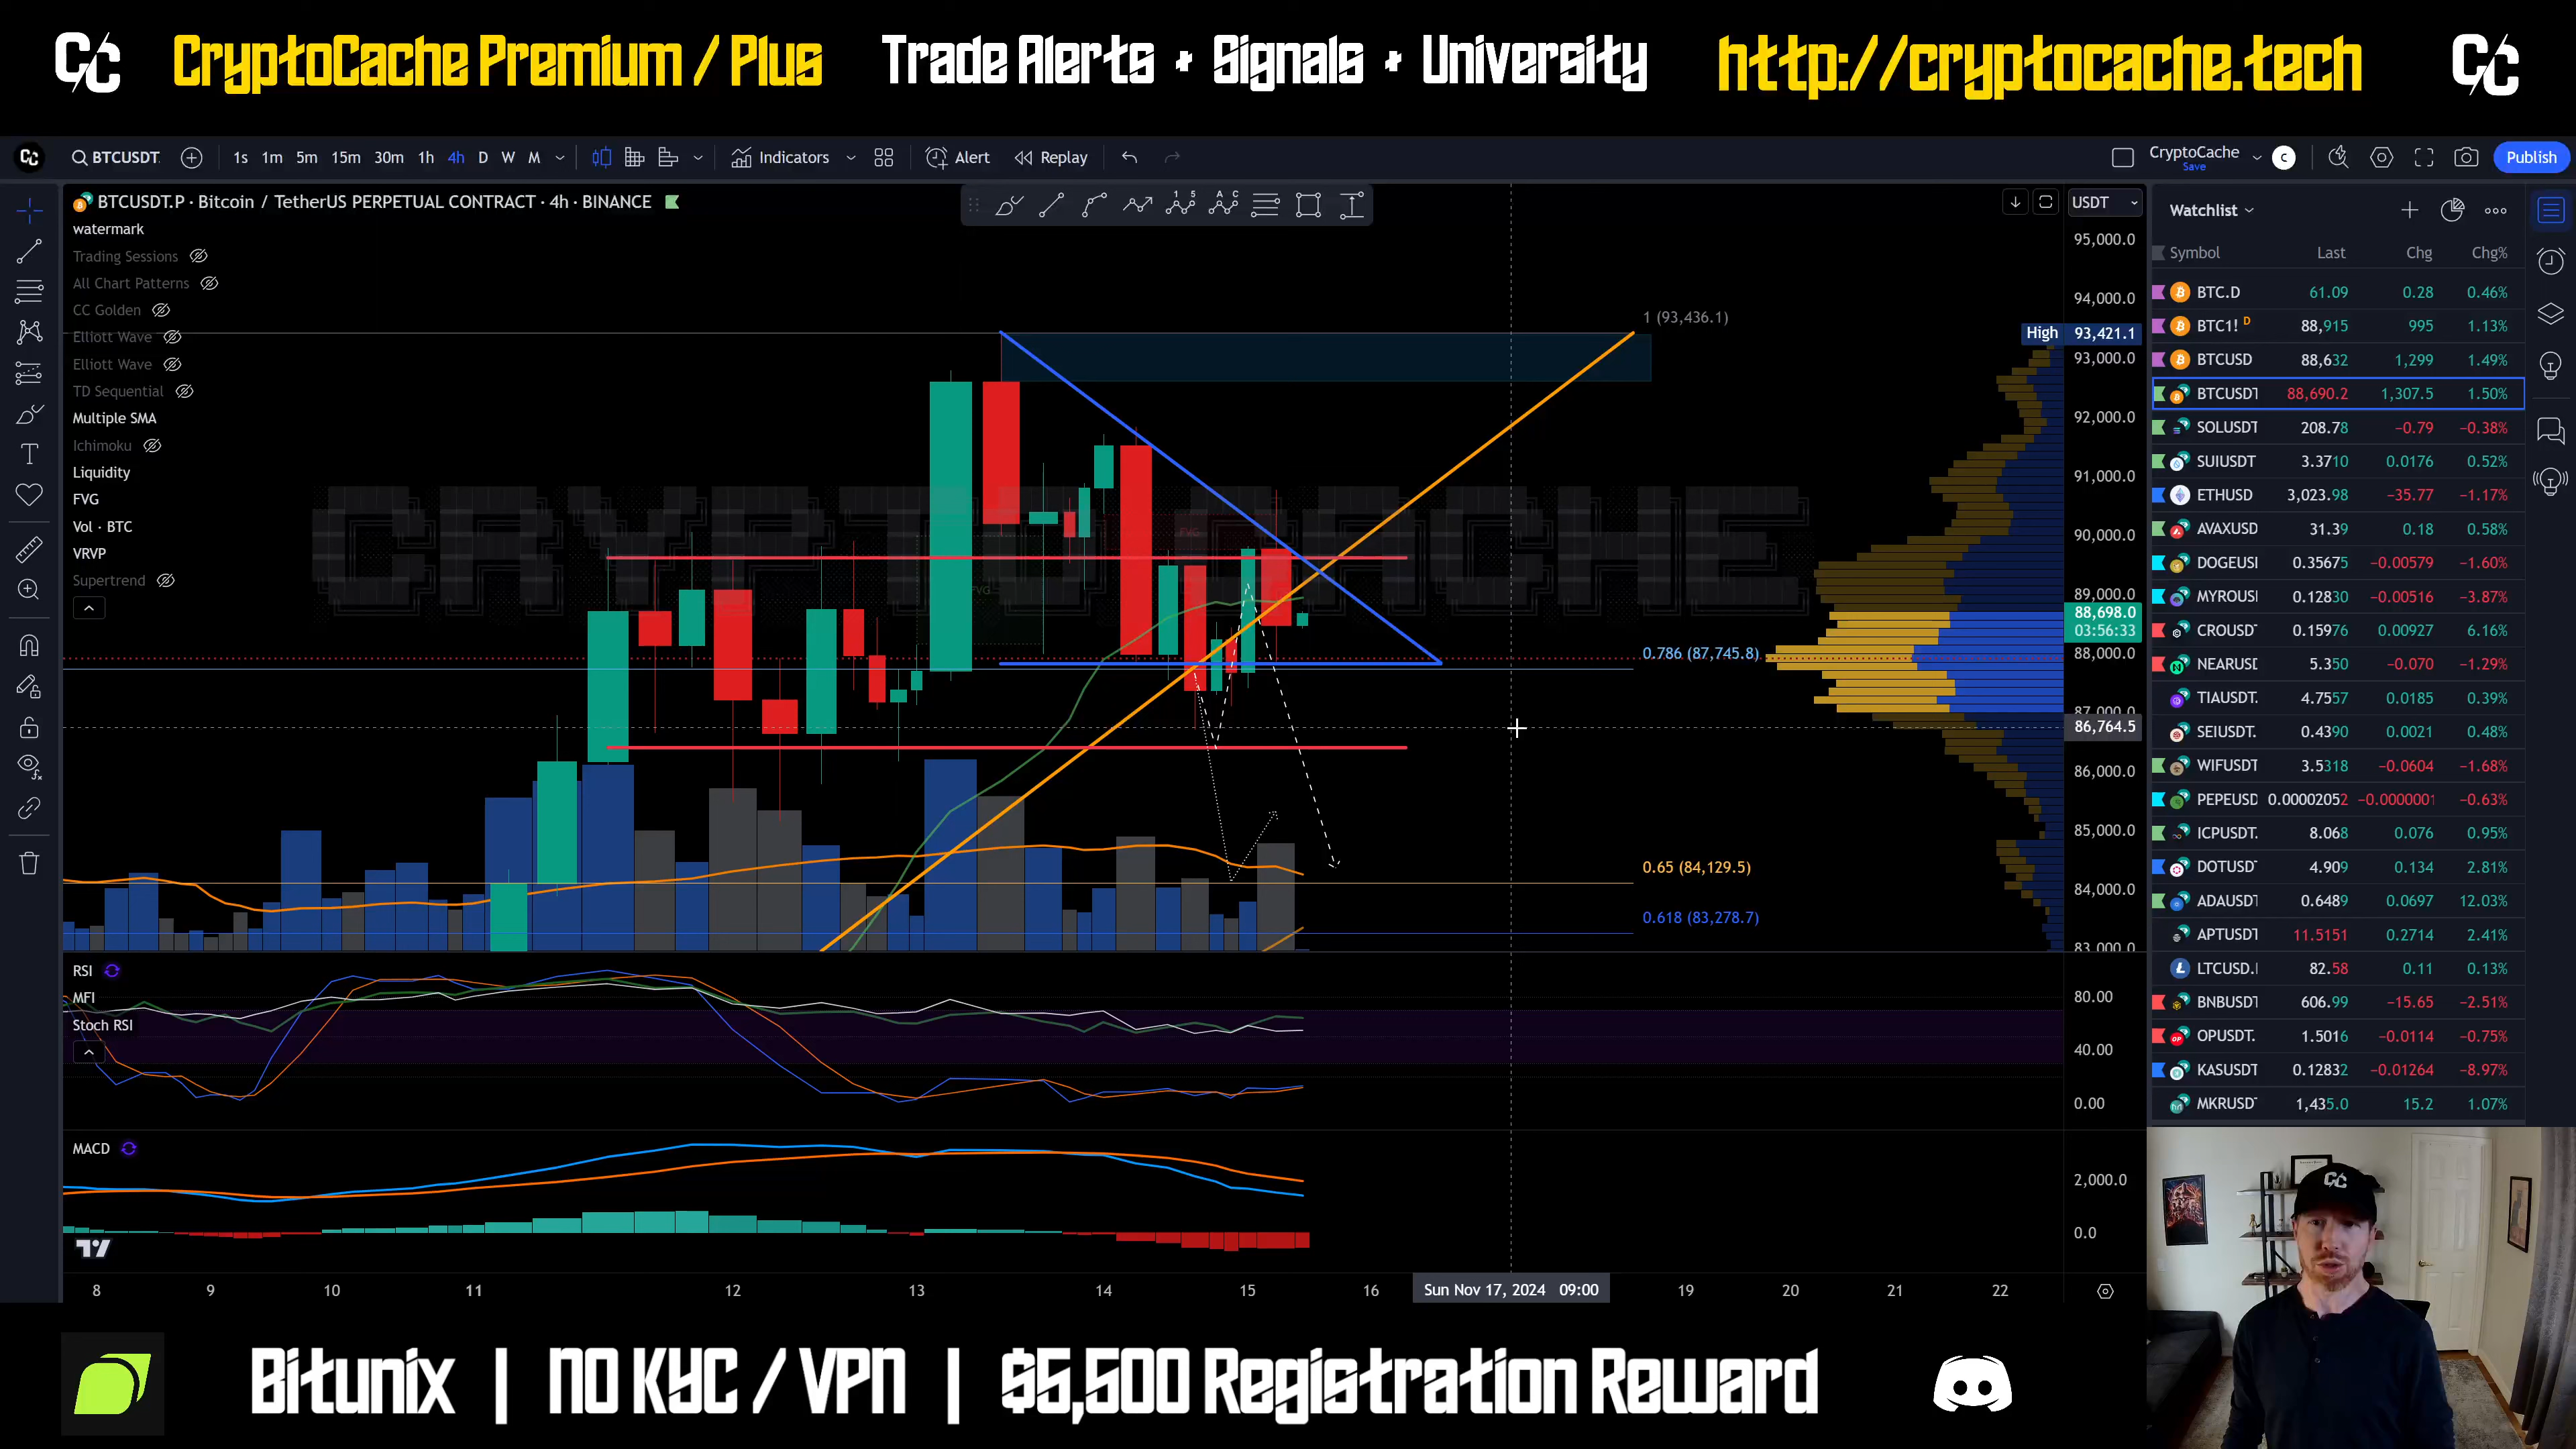 CC CryptoCache Premium / Plus Trade Alerts + Signals + University http://cryptocache.tech CC
CC BTCUSDT. 1s 1m 5m 15m 30m 1h 4h D W M Indicators Alert Replay CryptoCache Save C Publish
BTCUSDT.P · Bitcoin / TetherUS PERPETUAL CONTRACT · 4h · BINANCE
USDT
watermark
Trading Sessions
All Chart Patterns
CC Golden
Elliott Wave
Elliott Wave
TD Sequential
Multiple SMA
Ichimoku
Liquidity
FVG
Vol · BTC
VRVP
Supertrend
CRYPTOCACHE
FVG
FVG
1 (93,436.1)
0.786 (87,745.8)
0.65 (84,129.5)
0.618 (83,278.7)
95,000.0
94,000.0
High 93,421.1
93,000.0
92,000.0
91,000.0
90,000.0
89,000.0
88,698.0
03:56:33
88,000.0
87,000.0
86,764.5
86,000.0
85,000.0
84,000.0
83,000.0
RSI
MFI
Stoch RSI
80.00
40.00
0.00
MACD
2,000.0
0.0
8 9 10 11 12 13 14 15 16 Sun Nov 17, 2024 09:00 19 20 21 22
Watchlist
Symbol Last Chg Chg%
BTC.D 61.09 0.28 0.46%
BTC1! D 88,915 995 1.13%
BTCUSD 88,632 1,299 1.49%
BTCUSDT 88,690.2 1,307.5 1.50%
SOLUSDT 208.78 −0.79 −0.38%
SUIUSDT 3.3710 0.0176 0.52%
ETHUSD 3,023.98 −35.77 −1.17%
AVAXUSD 31.39 0.18 0.58%
DOGEUSI 0.35675 −0.00579 −1.60%
MYROUSI 0.12830 −0.00516 −3.87%
CROUSDT 0.15976 0.00927 6.16%
NEARUSD 5.350 −0.070 −1.29%
TIAUSDT. 4.7557 0.0185 0.39%
SEIUSDT. 0.4390 0.0021 0.48%
WIFUSDT 3.5318 −0.0604 −1.68%
PEPEUSD 0.00002052 −0.0000001 −0.63%
ICPUSDT. 8.068 0.076 0.95%
DOTUSDT 4.909 0.134 2.81%
ADAUSDT 0.6489 0.0697 12.03%
APTUSDT 11.5151 0.2714 2.41%
LTCUSD.I 82.58 0.11 0.13%
BNBUSDT 606.99 −15.65 −2.51%
OPUSDT. 1.5016 −0.0114 −0.75%
KASUSDT 0.12832 −0.01264 −8.97%
MKRUSDT 1,435.0 15.2 1.07%
CC
Bitunix | NO KYC / VPN | $5,500 Registration Reward